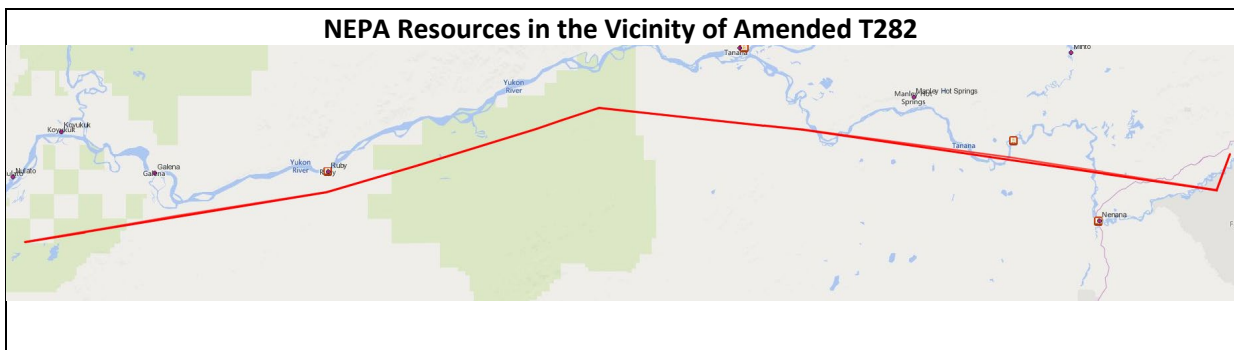 NEPA Resources in the Vicinity of Amended T282
Tanana
Minto
Yukon
River
Manley Hot Springs
Manley Hot
Springs
Koyukuk
Koyukuk
Tanana
Galena
Galena
Yukon
River
Ruby
Ruby
Nulato
Nenana